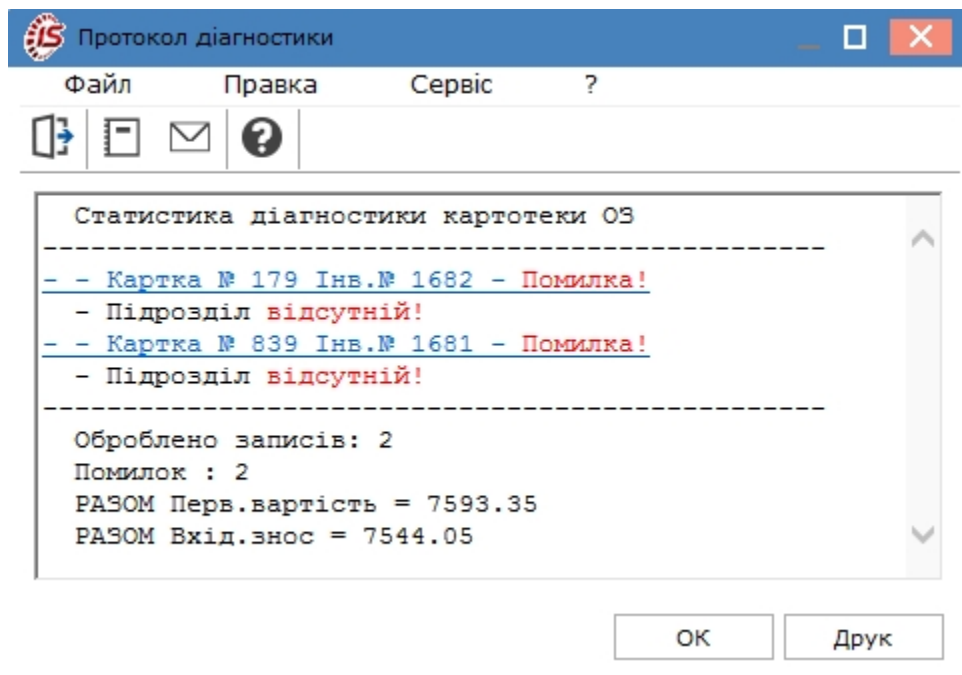 IS Протокол діагностики
Файл Правка Сервіс ?
Статистика діагностики картотеки ОЗ
-------------------------------------------------
- - Картка № 179 Інв.№ 1682 - Помилка!
- Підрозділ відсутній!
- - Картка № 839 Інв.№ 1681 - Помилка!
- Підрозділ відсутній!
-------------------------------------------------
Оброблено записів: 2
Помилок : 2
РАЗОМ Перв.вартість = 7593.35
РАЗОМ Вхід.знос = 7544.05
ОК Друк